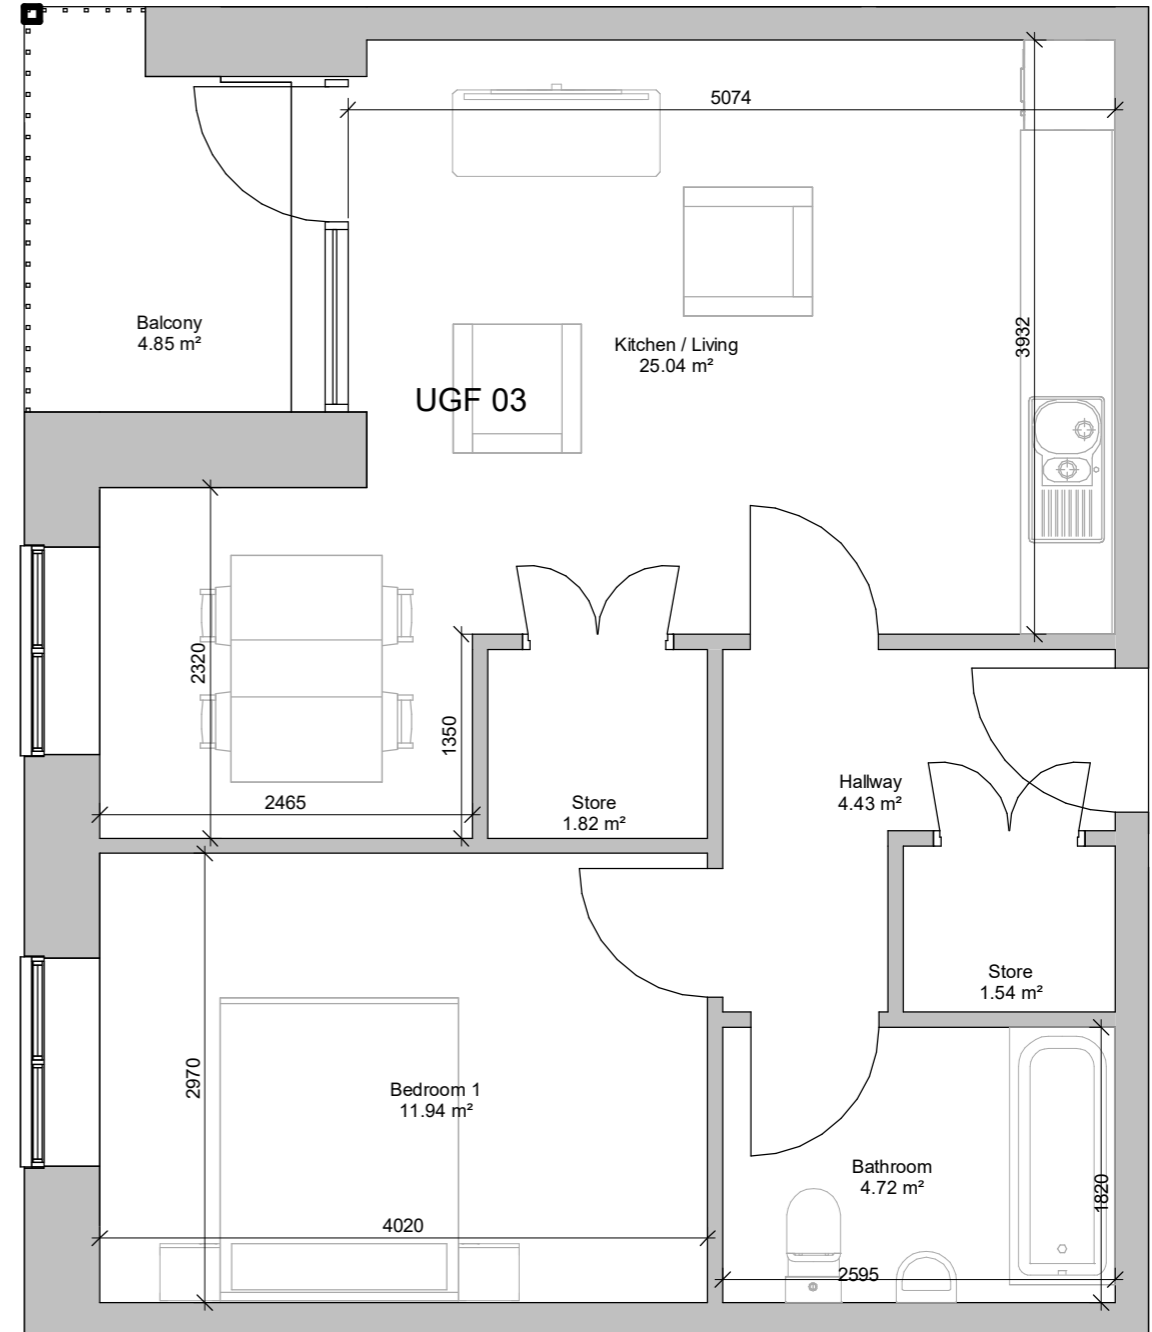 5074
Balcony
4.85 m²
Kitchen / Living
25.04 m²
3932
UGF 03
2320
1350
2465
Store
1.82 m²
Hallway
4.43 m²
Store
1.54 m²
2970
Bedroom 1
11.94 m²
Bathroom
4.72 m²
1820
4020
2595